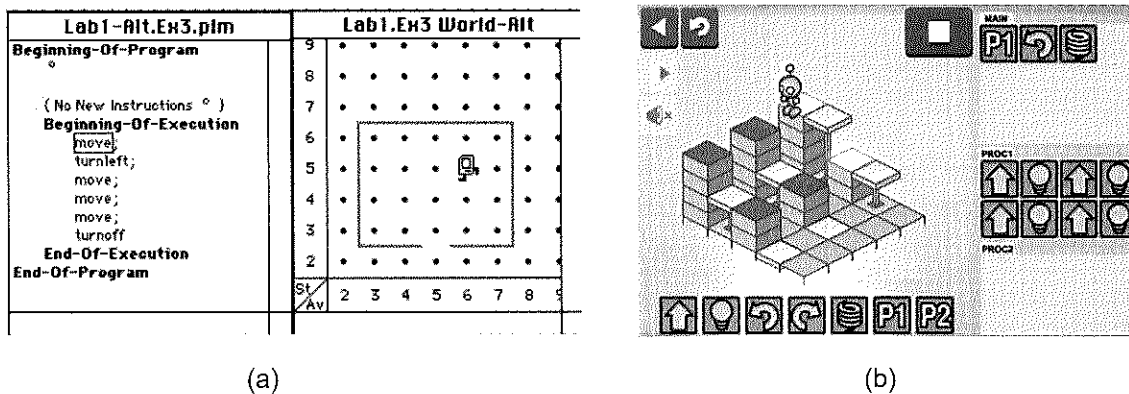 Lab1-Alt.Ex3.plm
Beginning-Of-Program
( No New Instructions ° )
Beginning-Of-Execution
move;
turnleft;
move;
move;
move;
turnoff
End-Of-Execution
End-Of-Program
Lab1.Ex3 World-Alt
9
8
7
6
5
4
3
2
St/Av 2 3 4 5 6 7 8 9
MAIN
P1
PROC1
PROC2
P1 P2
(a)
(b)